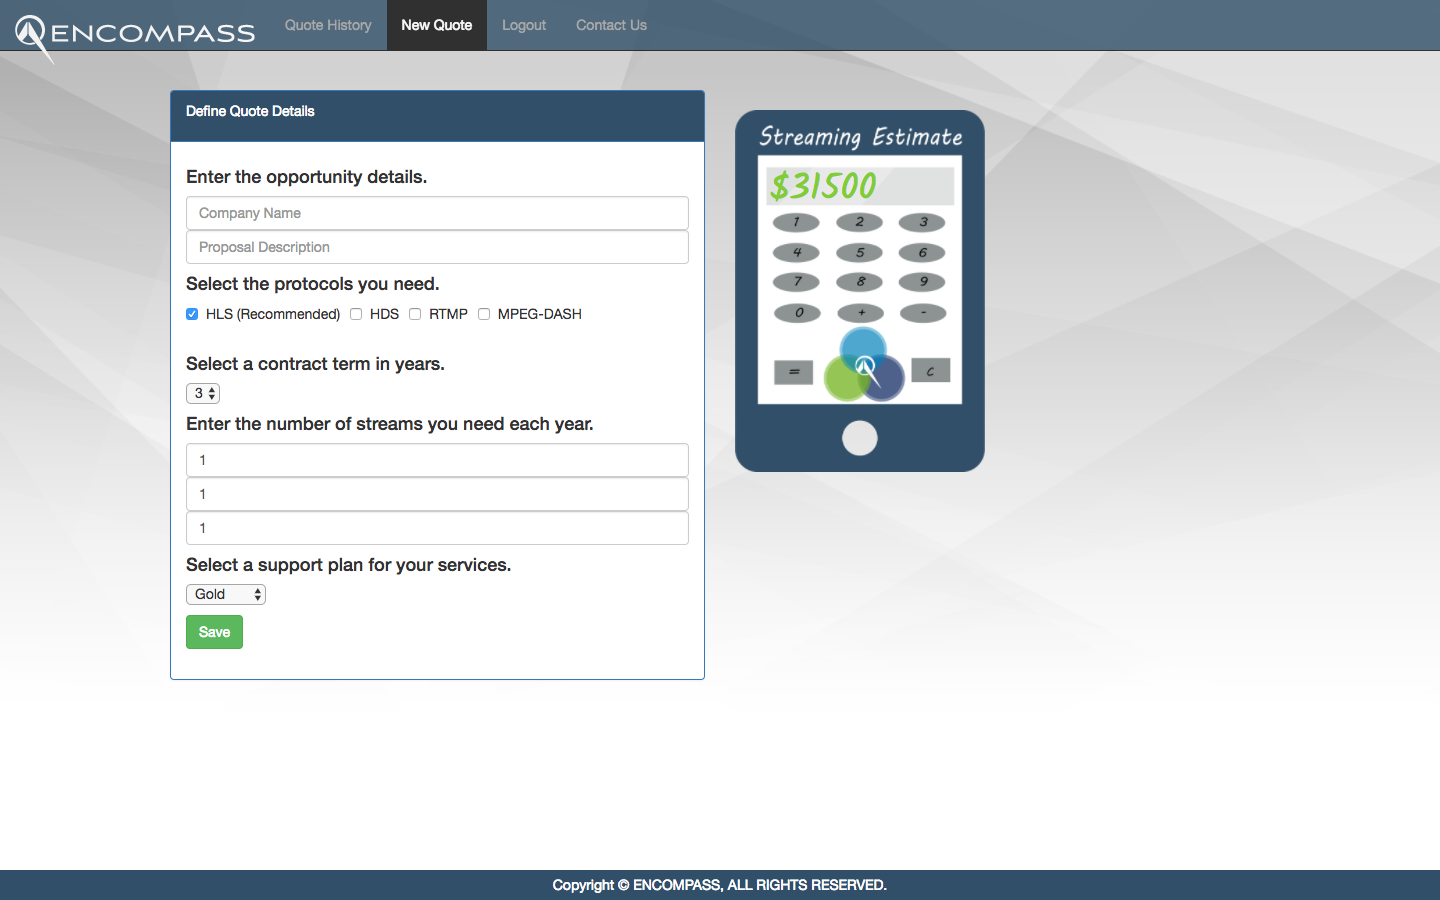 ENCOMPASS Quote History New Quote Logout Contact Us
Define Quote Details
Enter the opportunity details.
Company Name
Proposal Description
Select the protocols you need.
HLS (Recommended) HDS RTMP MPEG-DASH
Select a contract term in years.
3
Enter the number of streams you need each year.
1
1
1
Select a support plan for your services.
Gold
Save
Streaming Estimate
$31500
1 2 3
4 5 6
7 8 9
0 + -
= c
Copyright © ENCOMPASS, ALL RIGHTS RESERVED.